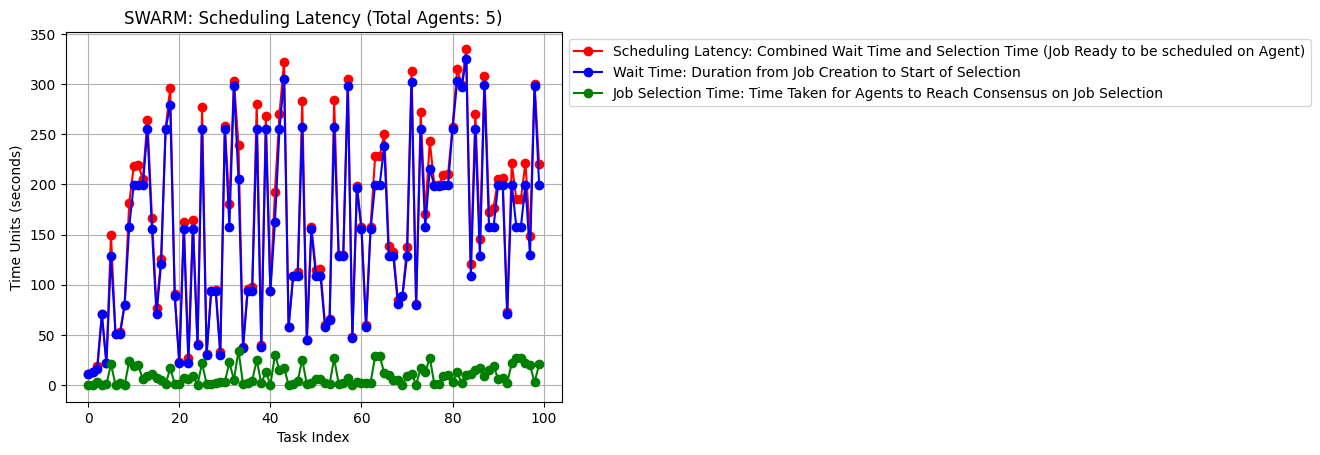 SWARM: Scheduling Latency (Total Agents: 5)
Scheduling Latency: Combined Wait Time and Selection Time (Job Ready to be scheduled on Agent)
Wait Time: Duration from Job Creation to Start of Selection
Job Selection Time: Time Taken for Agents to Reach Consensus on Job Selection
Time Units (seconds)
350
300
250
200
150
100
50
0
0 20 40 60 80 100
Task Index